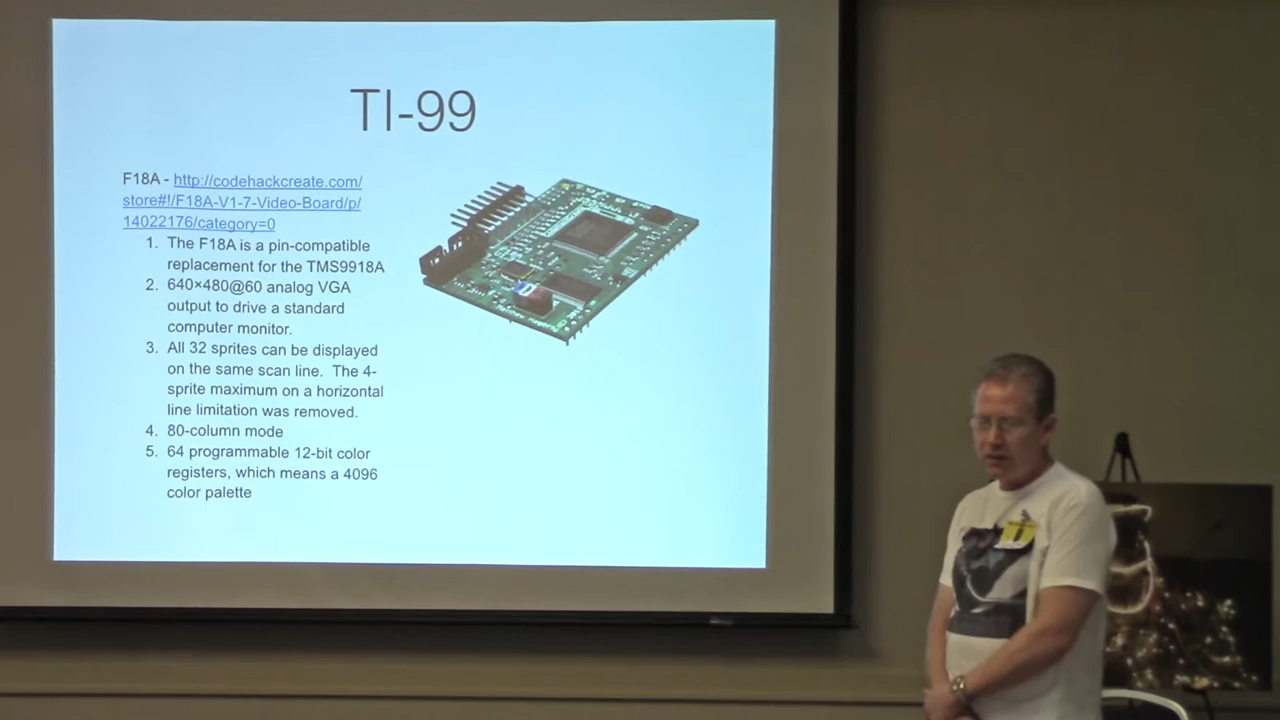 TI-99
F18A - http://codehackcreate.com/
store#!/F18A-V1-7-Video-Board/p/
14022176/category=0
1. The F18A is a pin-compatible
replacement for the TMS9918A
2. 640×480@60 analog VGA
output to drive a standard
computer monitor.
3. All 32 sprites can be displayed
on the same scan line. The 4-
sprite maximum on a horizontal
line limitation was removed.
4. 80-column mode
5. 64 programmable 12-bit color
registers, which means a 4096
color palette